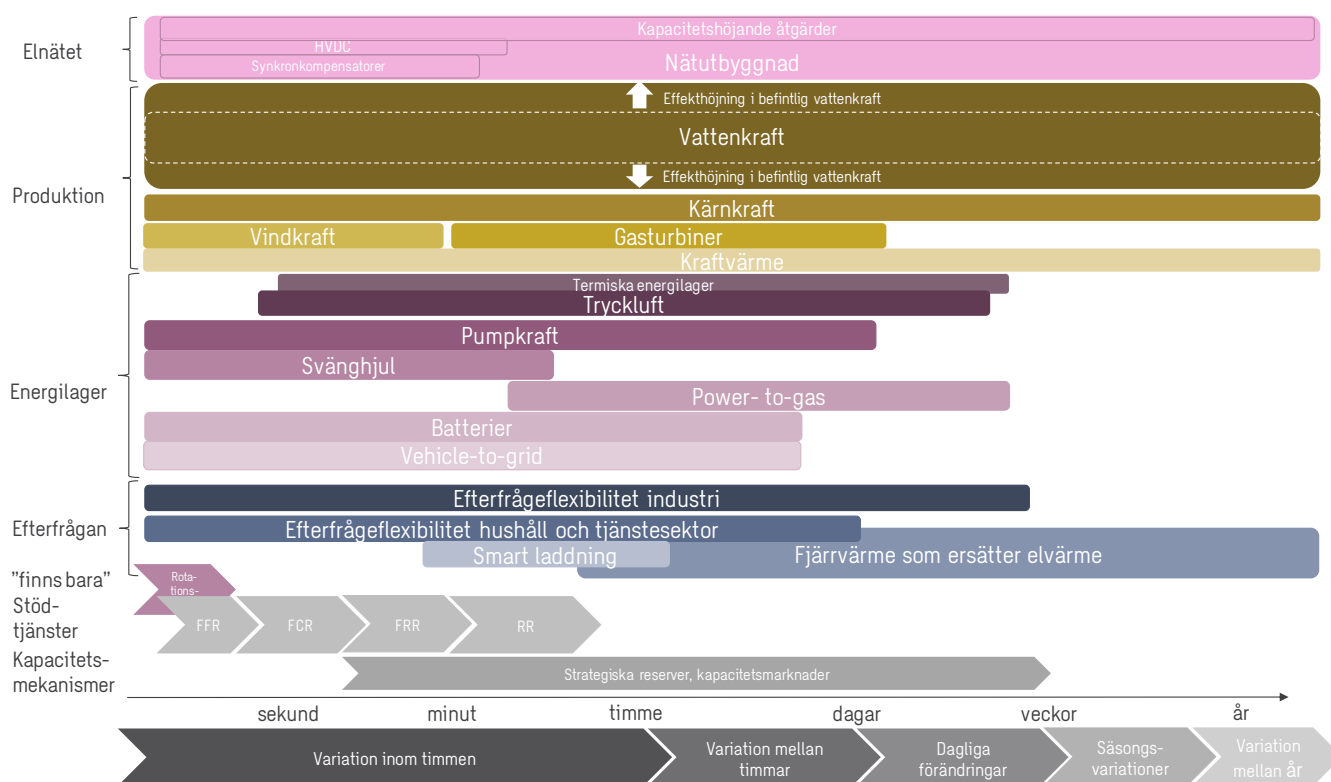 Elnätet
Kapacitetshöjande åtgärder
HVDC
Synkronkompensatorer
Nätutbyggnad
Produktion
Effekthöjning i befintlig vattenkraft
Vattenkraft
Effekthöjning i befintlig vattenkraft
Kärnkraft
Vindkraft
Gasturbiner
Kraftvärme
Energilager
Termiska energilager
Tryckluft
Pumpkraft
Svänghjul
Power- to-gas
Batterier
Vehicle-to-grid
Efterfrågan
Efterfrågeflexibilitet industri
Efterfrågeflexibilitet hushåll och tjänstesektor
Smart laddning
Fjärrvärme som ersätter elvärme
"finns bara"
Rota-
tions-
Stöd-
tjänster
FFR
FCR
FRR
RR
Kapacitets-
mekanismer
Strategiska reserver, kapacitetsmarknader
sekund
minut
timme
dagar
veckor
år
Variation inom timmen
Variation mellan
timmar
Dagliga
förändringar
Säsongs-
variationer
Variation
mellan år